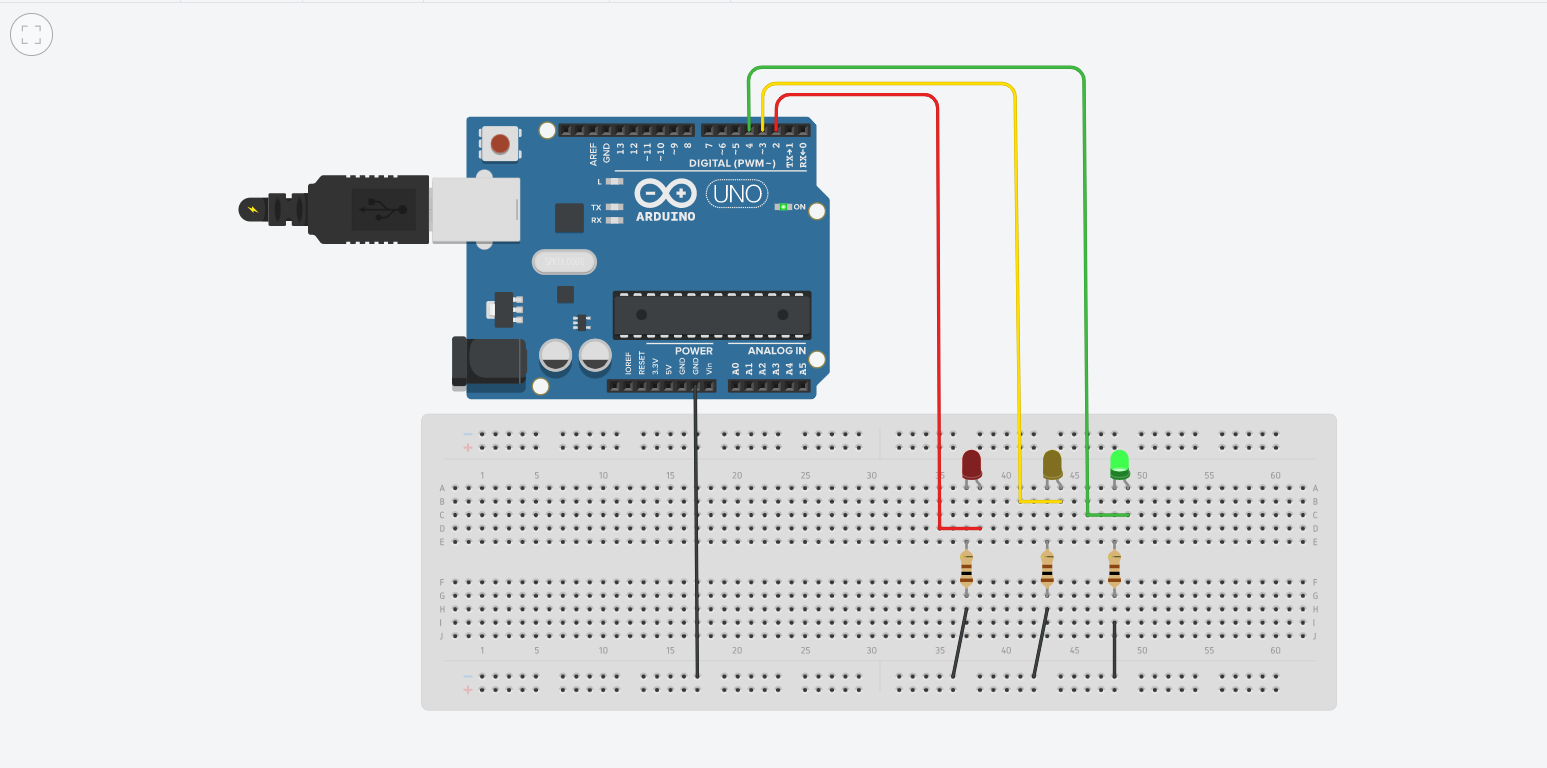 AREF GND 13 12 ~11 ~10 ~9 8 7 ~6 ~5 4 ~3 2 TX→1 RX←0
DIGITAL (PWM~)
L
TX
RX
UNO
ARDUINO
ON
POWER
ANALOG IN
IOREF RESET 3.3V 5V GND GND Vin A0 A1 A2 A3 A4 A5
−
+
1 5 10 15 20 25 30 35 40 45 50 55 60
A A
B B
C C
D D
E E
F F
G G
H H
I I
J J
1 5 10 15 20 25 30 35 40 45 50 55 60
−
+